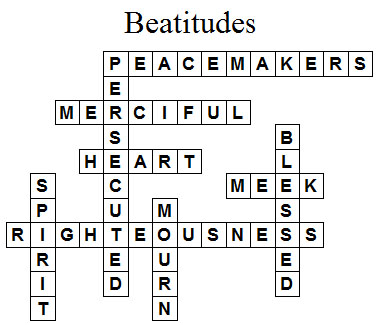 Beatitudes
PEACEMAKERS
PERSECUTED
MERCIFUL
BLESSED
HEART
SPIRIT
MEEK
MOURN
RIGHTEOUSNESS